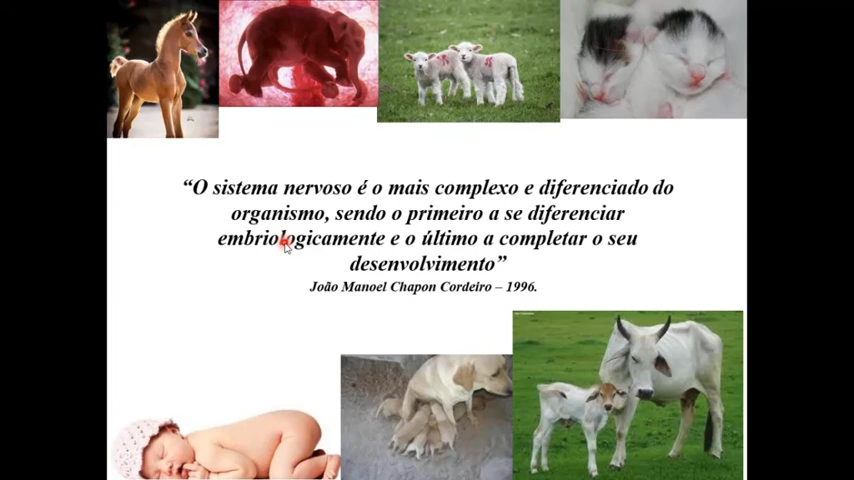 “O sistema nervoso é o mais complexo e diferenciado do
organismo, sendo o primeiro a se diferenciar
embriologicamente e o último a completar o seu
desenvolvimento”
João Manoel Chapon Cordeiro – 1996.